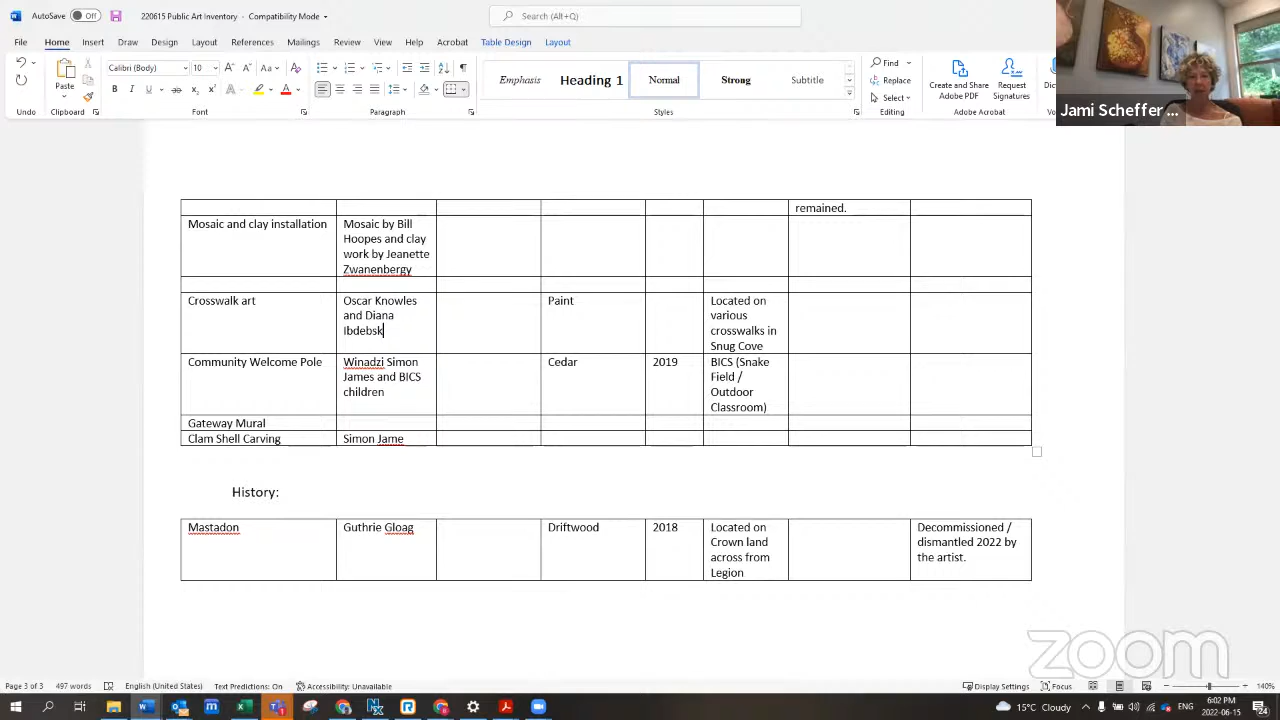 AutoSave Off
220615 Public Art Inventory - Compatibility Mode
Search (Alt+Q)
File Home Insert Draw Design Layout References Mailings Review View Help Acrobat Table Design Layout
Paste
Calibri (Body) 10
Emphasis Heading 1 Normal Strong Subtitle
Find
Replace
Selecting
Create and Share Adobe PDF
Request Signatures
Undo Clipboard Font Paragraph Styles Editing Adobe Acrobat
Jami Scheffer ...
remained.
Mosaic and clay installation
Mosaic by Bill
Hoopes and clay
work by Jeanette
Zwanenbergy
Crosswalk art
Oscar Knowles
and Diana
Ibdebsk
Paint
Located on
various
crosswalks in
Snug Cove
Community Welcome Pole
Winadzi Simon
James and BICS
children
Cedar
2019
BICS (Snake
Field /
Outdoor
Classroom)
Gateway Mural
Clam Shell Carving
Simon Jame
History:
Mastadon
Guthrie Gloag
Driftwood
2018
Located on
Crown land
across from
Legion
Decommissioned /
dismantled 2022 by
the artist.
zoom
Page 3 of 3 497 words English (United States) Text Predictions: On Accessibility: Unavailable
Display Settings Focus 140%
15°C Cloudy
ENG
6:02 PM
2022-06-15
24